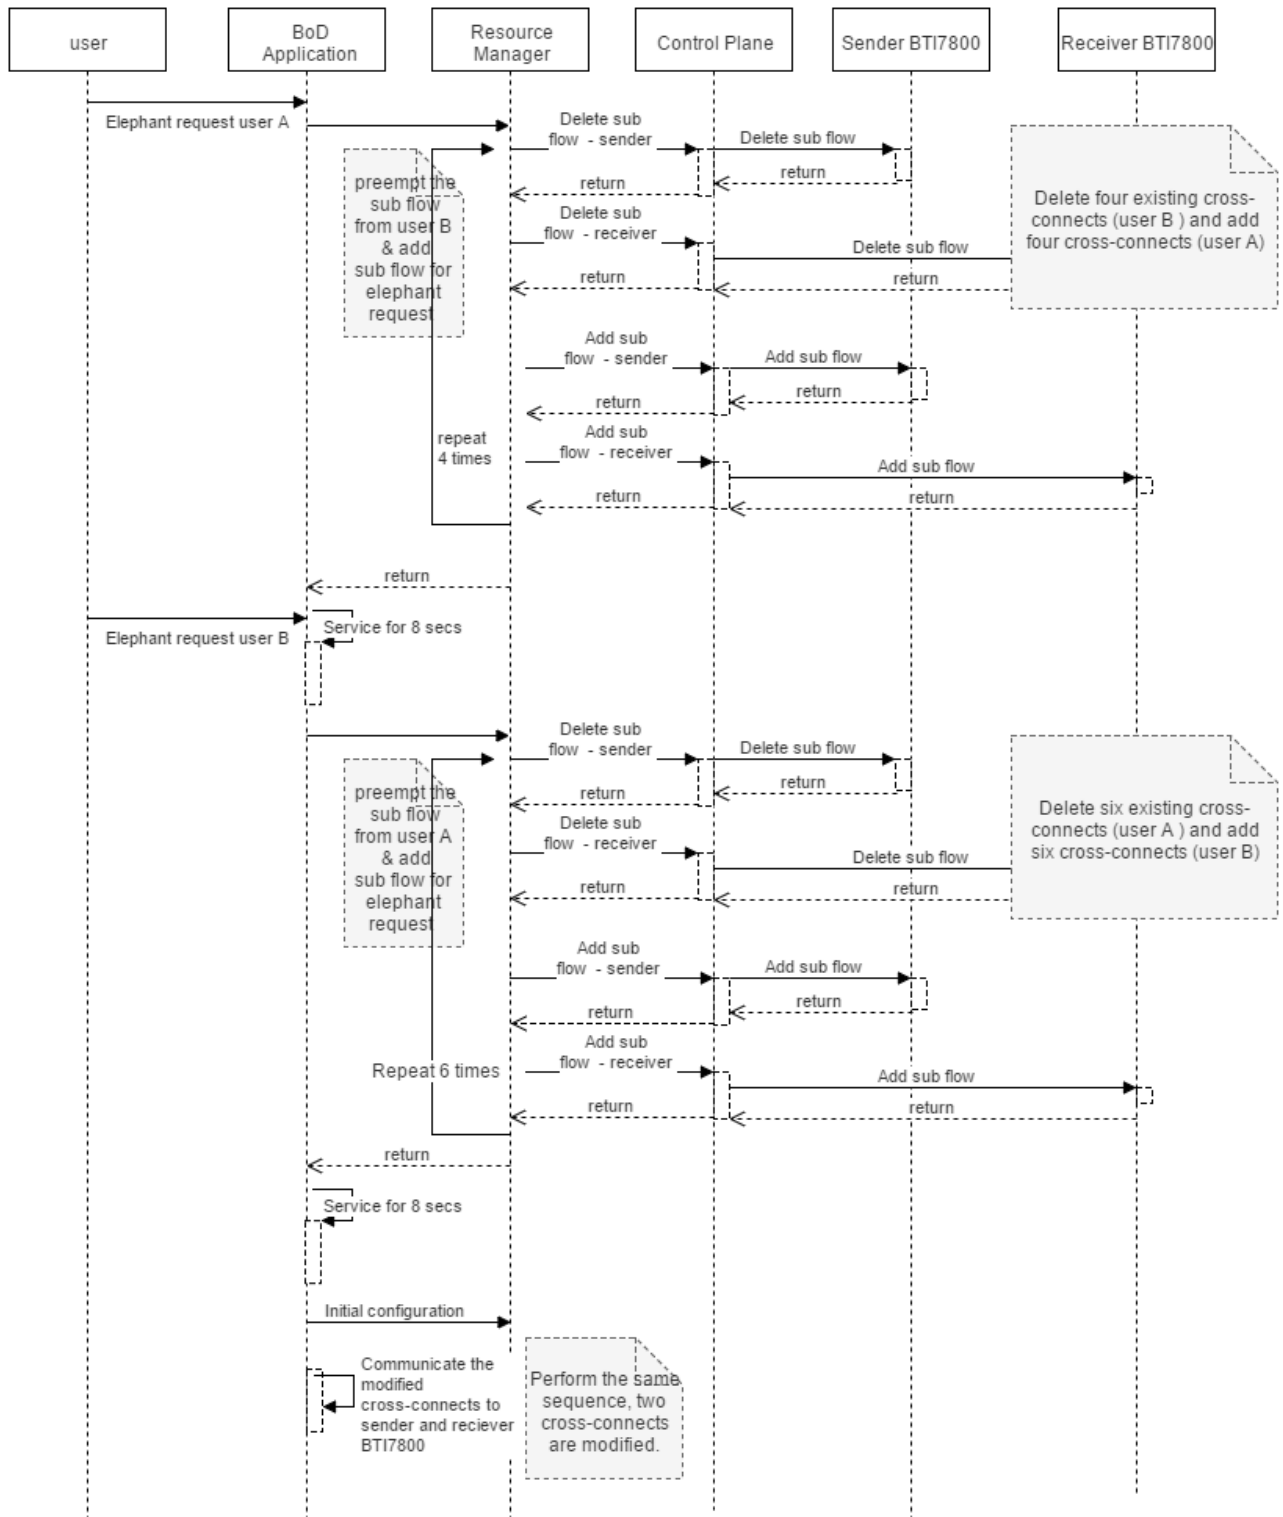 user
BoD
Application
Resource
Manager
Control Plane
Sender BTI7800
Receiver BTI7800
Elephant request user A
Delete sub
flow - sender
Delete sub flow
return
return
preempt the
sub flow
from user B
& add
sub flow for
elephant
request
Delete four existing cross-
connects (user B ) and add
four cross-connects (user A)
Delete sub
flow - receiver
Delete sub flow
return
return
Add sub
flow - sender
Add sub flow
return
return
repeat
4 times
Add sub
flow - receiver
Add sub flow
return
return
return
Elephant request user B
Service for 8 secs
Delete sub
flow - sender
Delete sub flow
return
return
preempt the
sub flow
from user A
& add
sub flow for
elephant
request
Delete six existing cross-
connects (user A ) and add
six cross-connects (user B)
Delete sub
flow - receiver
Delete sub flow
return
return
Add sub
flow - sender
Add sub flow
return
return
Repeat 6 times
Add sub
flow - receiver
Add sub flow
return
return
return
Service for 8 secs
Initial configuration
Communicate the
modified
cross-connects to
sender and reciever
BTI7800
Perform the same
sequence, two
cross-connects
are modified.